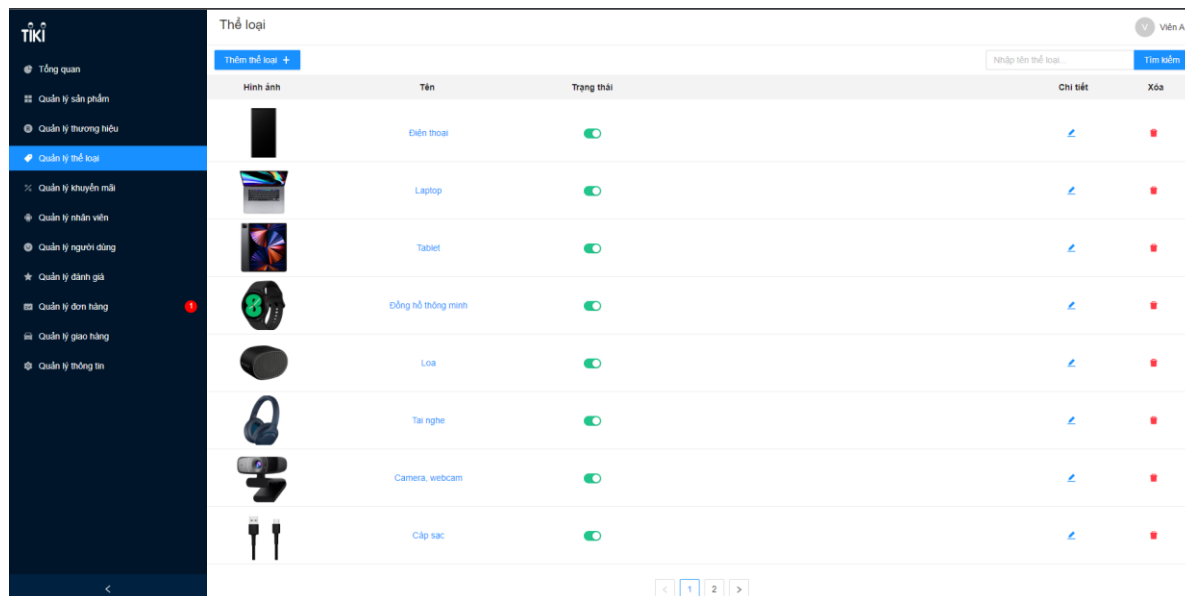 TIKI
Thể loại
V Viên A
Tổng quan
Quản lý sản phẩm
Quản lý thương hiệu
Quản lý thể loại
Quản lý khuyến mãi
Quản lý nhân viên
Quản lý người dùng
Quản lý đánh giá
Quản lý đơn hàng 1
Quản lý giao hàng
Quản lý thông tin
<
Thêm thể loại +
Nhập tên thể loại...
Tìm kiếm
Hình ảnh Tên Trạng thái Chi tiết Xóa
Điện thoại
Laptop
Tablet
Đồng hồ thông minh
Loa
Tai nghe
Camera, webcam
Cáp sạc
< 1 2 >